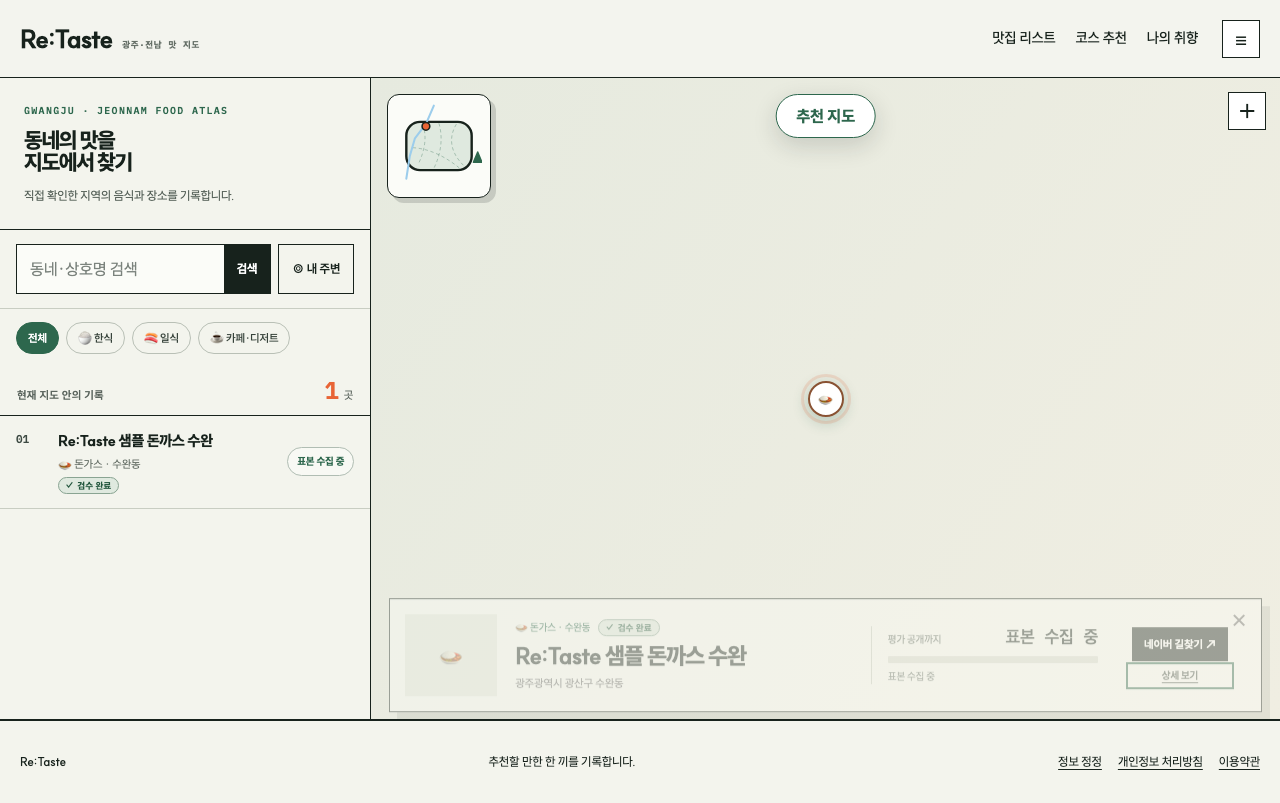 Re:Taste 광주·전남 맛 지도
맛집 리스트 코스 추천 나의 취향
GWANGJU · JEONNAM FOOD ATLAS
동네의 맛을
지도에서 찾기
직접 확인한 지역의 음식과 장소를 기록합니다.
동네·상호명 검색 검색 ◎ 내 주변
전체 한식 일식 카페·디저트
현재 지도 안의 기록 1 곳
01 Re:Taste 샘플 돈까스 수완
돈가스 · 수완동
✓ 검수 완료
표본 수집 중
추천 지도
돈가스 · 수완동 ✓ 검수 완료
Re:Taste 샘플 돈까스 수완
광주광역시 광산구 수완동
평가 공개까지 표본 수집 중
표본 수집 중
네이버 길찾기 ↗
상세 보기
Re:Taste
추천할 만한 한 끼를 기록합니다.
정보 정정 개인정보 처리방침 이용약관